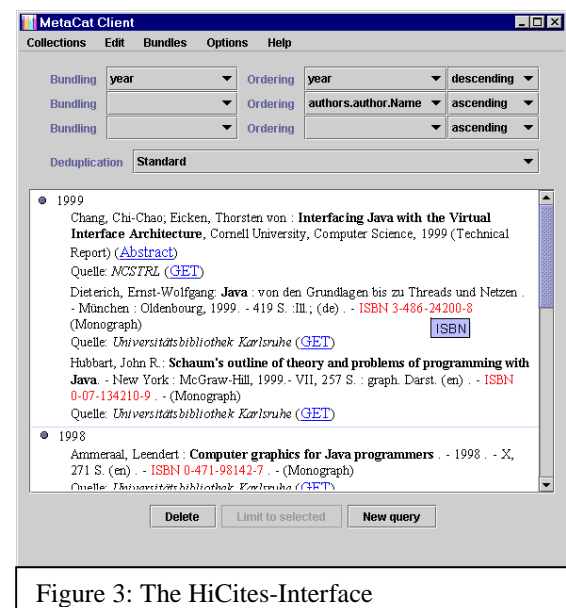 MetaCat Client
Collections Edit Bundles Options Help
Bundling year Ordering year descending
Bundling Ordering authors.author.Name ascending
Bundling Ordering ascending
Deduplication Standard
1999
Chang, Chi-Chao; Eicken, Thorsten von : Interfacing Java with the Virtual
Interface Architecture, Cornell University, Computer Science, 1999 (Technical
Report) (Abstract)
Quelle: NCSTRL (GET)
Dieterich, Ernst-Wolfgang: Java : von den Grundlagen bis zu Threads und Netzen .
- München : Oldenbourg, 1999. - 419 S. :Ill.; (de) . - ISBN 3-486-24200-8
(Monograph)
ISBN
Quelle: Universitätsbibliothek Karlsruhe (GET)
Hubbart, John R.: Schaum's outline of theory and problems of programming with
Java. - New York : McGraw-Hill, 1999.- VII, 257 S. : graph. Darst. (en) . - ISBN
0-07-134210-9 . - (Monograph)
Quelle: Universitätsbibliothek Karlsruhe (GET)
1998
Ammeraal, Leendert : Computer graphics for Java programmers . - 1998 . - X,
271 S. (en) . - ISBN 0-471-98142-7 . - (Monograph)
Quelle: Universitätsbibliothek Karlsruhe (GET)
Delete Limit to selected New query
Figure 3: The HiCites-Interface